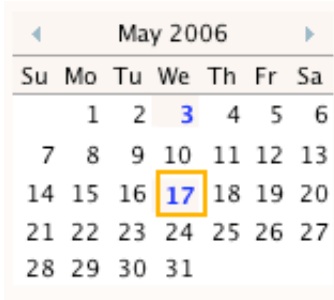 May 2006
Su Mo Tu We Th Fr Sa
1 2 3 4 5 6
7 8 9 10 11 12 13
14 15 16 17 18 19 20
21 22 23 24 25 26 27
28 29 30 31